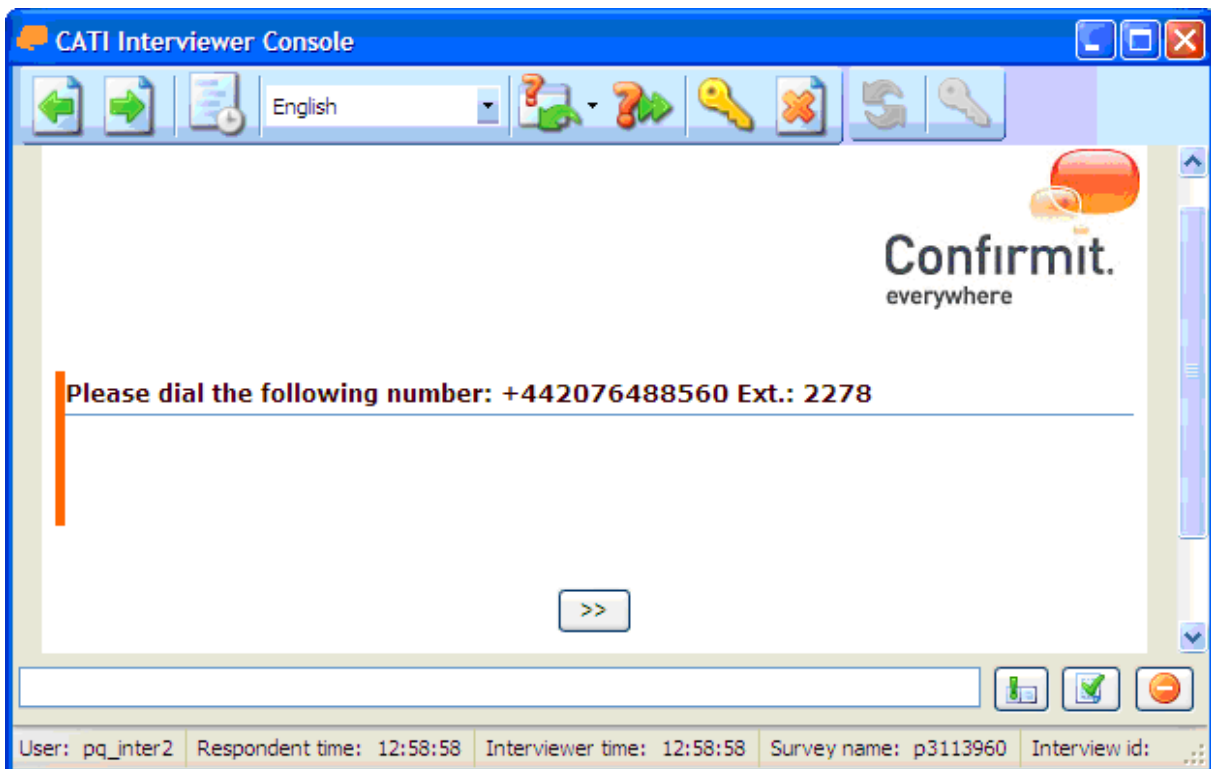 CATI Interviewer Console
English
Confirmit.
everywhere
Please dial the following number: +442076488560 Ext.: 2278
>>
User: pq_inter2 Respondent time: 12:58:58 Interviewer time: 12:58:58 Survey name: p3113960 Interview id: